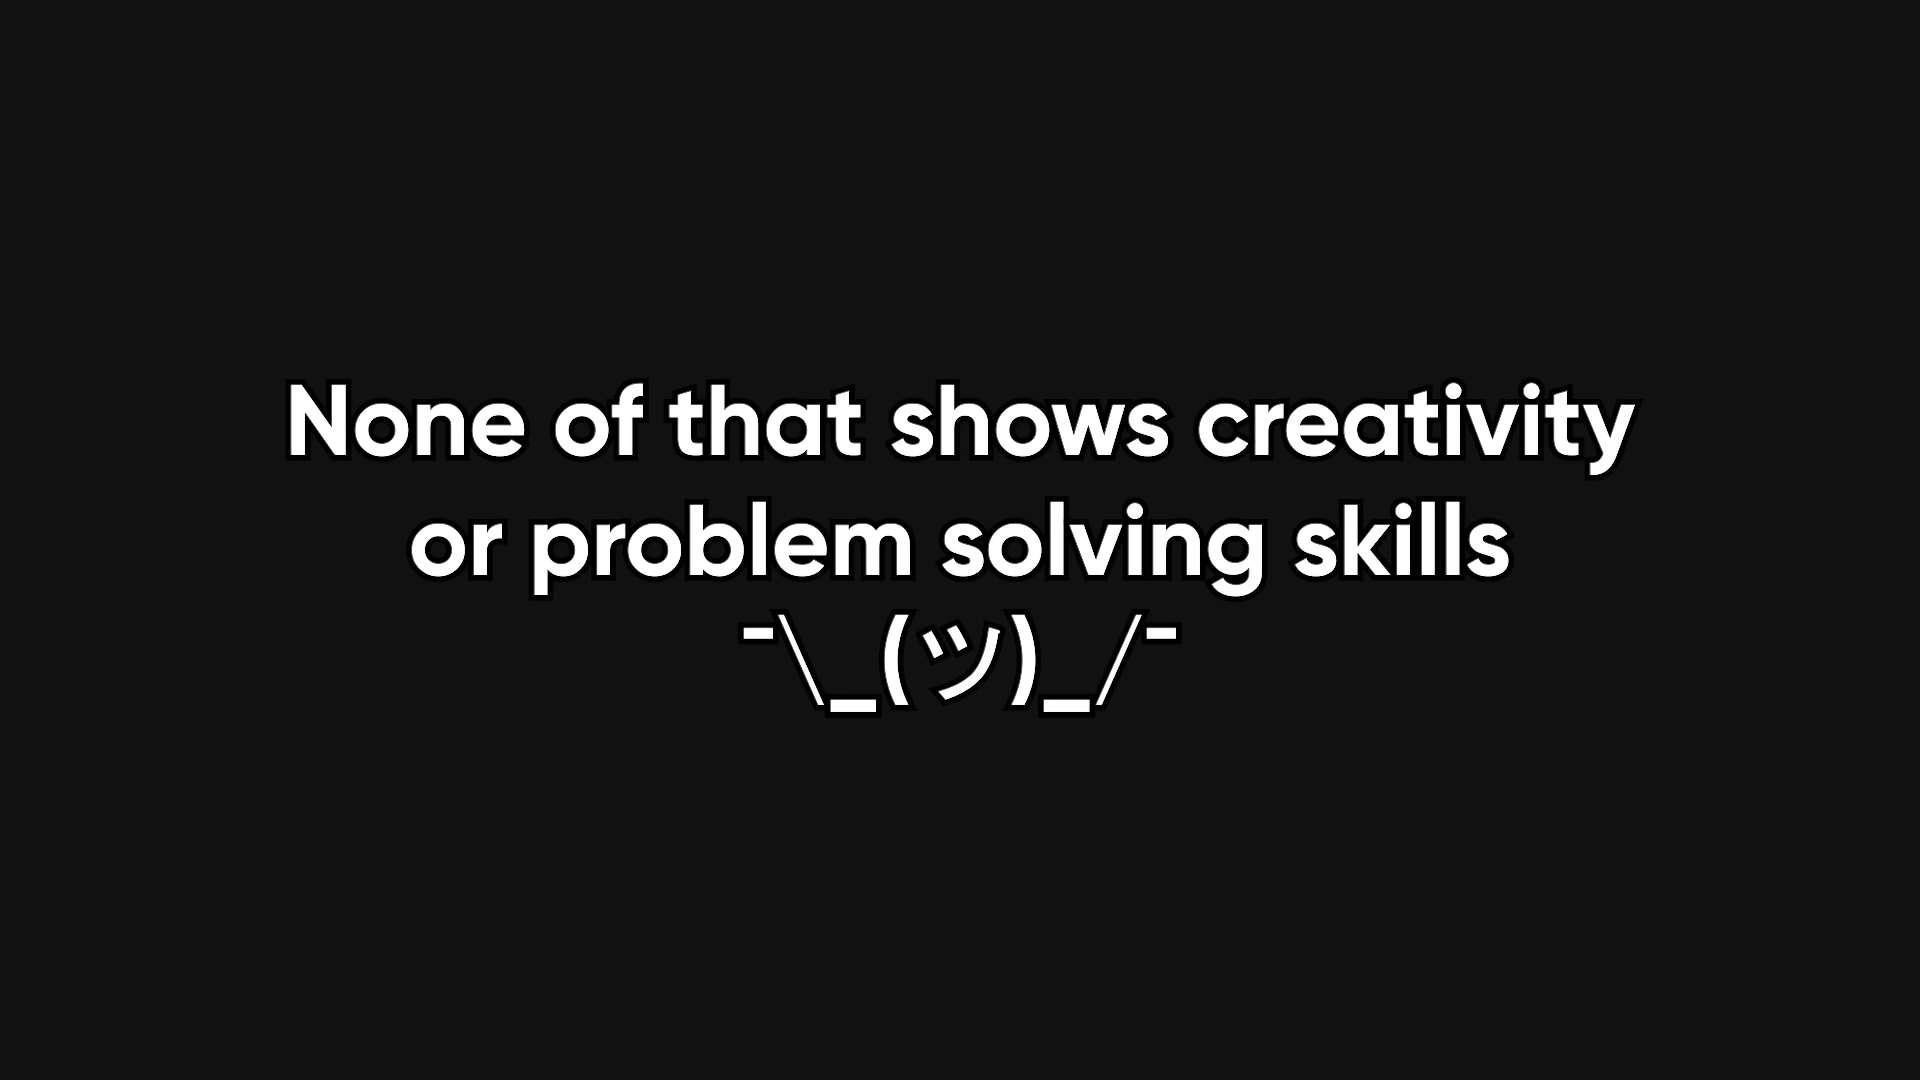 None of that shows creativity
or problem solving skills
¯\_(ツ)_/¯